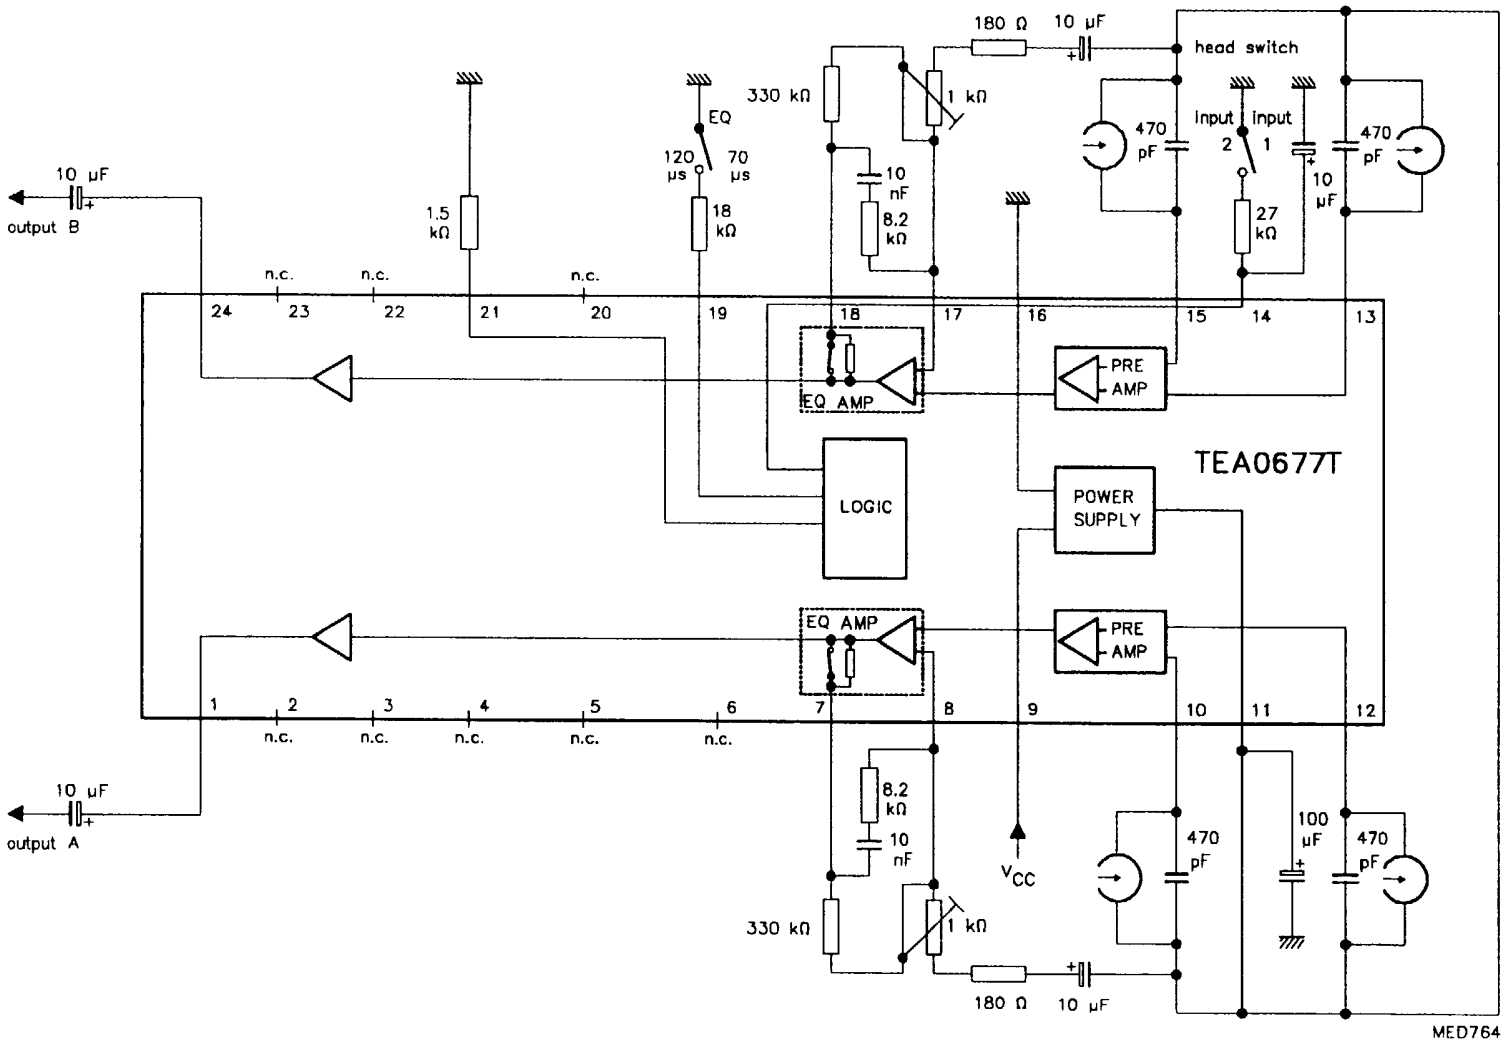 180 Ω
10 µF
+
head switch
330 kΩ
1 kΩ
EQ
120 µs
70 µs
470 pF
input 2
input 1
+
10 µF
470 pF
10 µF
+
output B
1.5 kΩ
18 kΩ
10 nF
8.2 kΩ
27 kΩ
n.c.
n.c.
n.c.
24
23
22
21
20
19
18
17
16
15
14
13
EQ AMP
PRE AMP
LOGIC
POWER SUPPLY
TEA0677T
EQ AMP
PRE AMP
1
2
3
4
5
6
7
8
9
10
11
12
n.c.
n.c.
n.c.
n.c.
n.c.
10 µF
+
output A
8.2 kΩ
10 nF
VCC
470 pF
100 µF
+
470 pF
330 kΩ
1 kΩ
180 Ω
+
10 µF
MED764